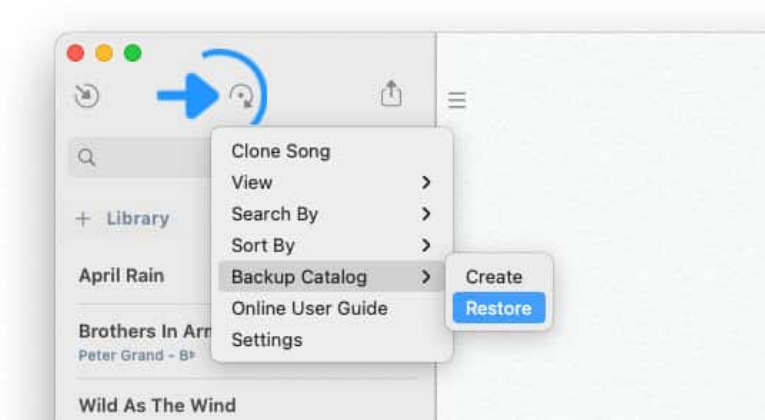 Clone Song
View
Search By
Sort By
Backup Catalog
Create
Restore
Online User Guide
Settings
+ Library
April Rain
Brothers In Arm
Peter Grand - B♭
Wild As The Wind